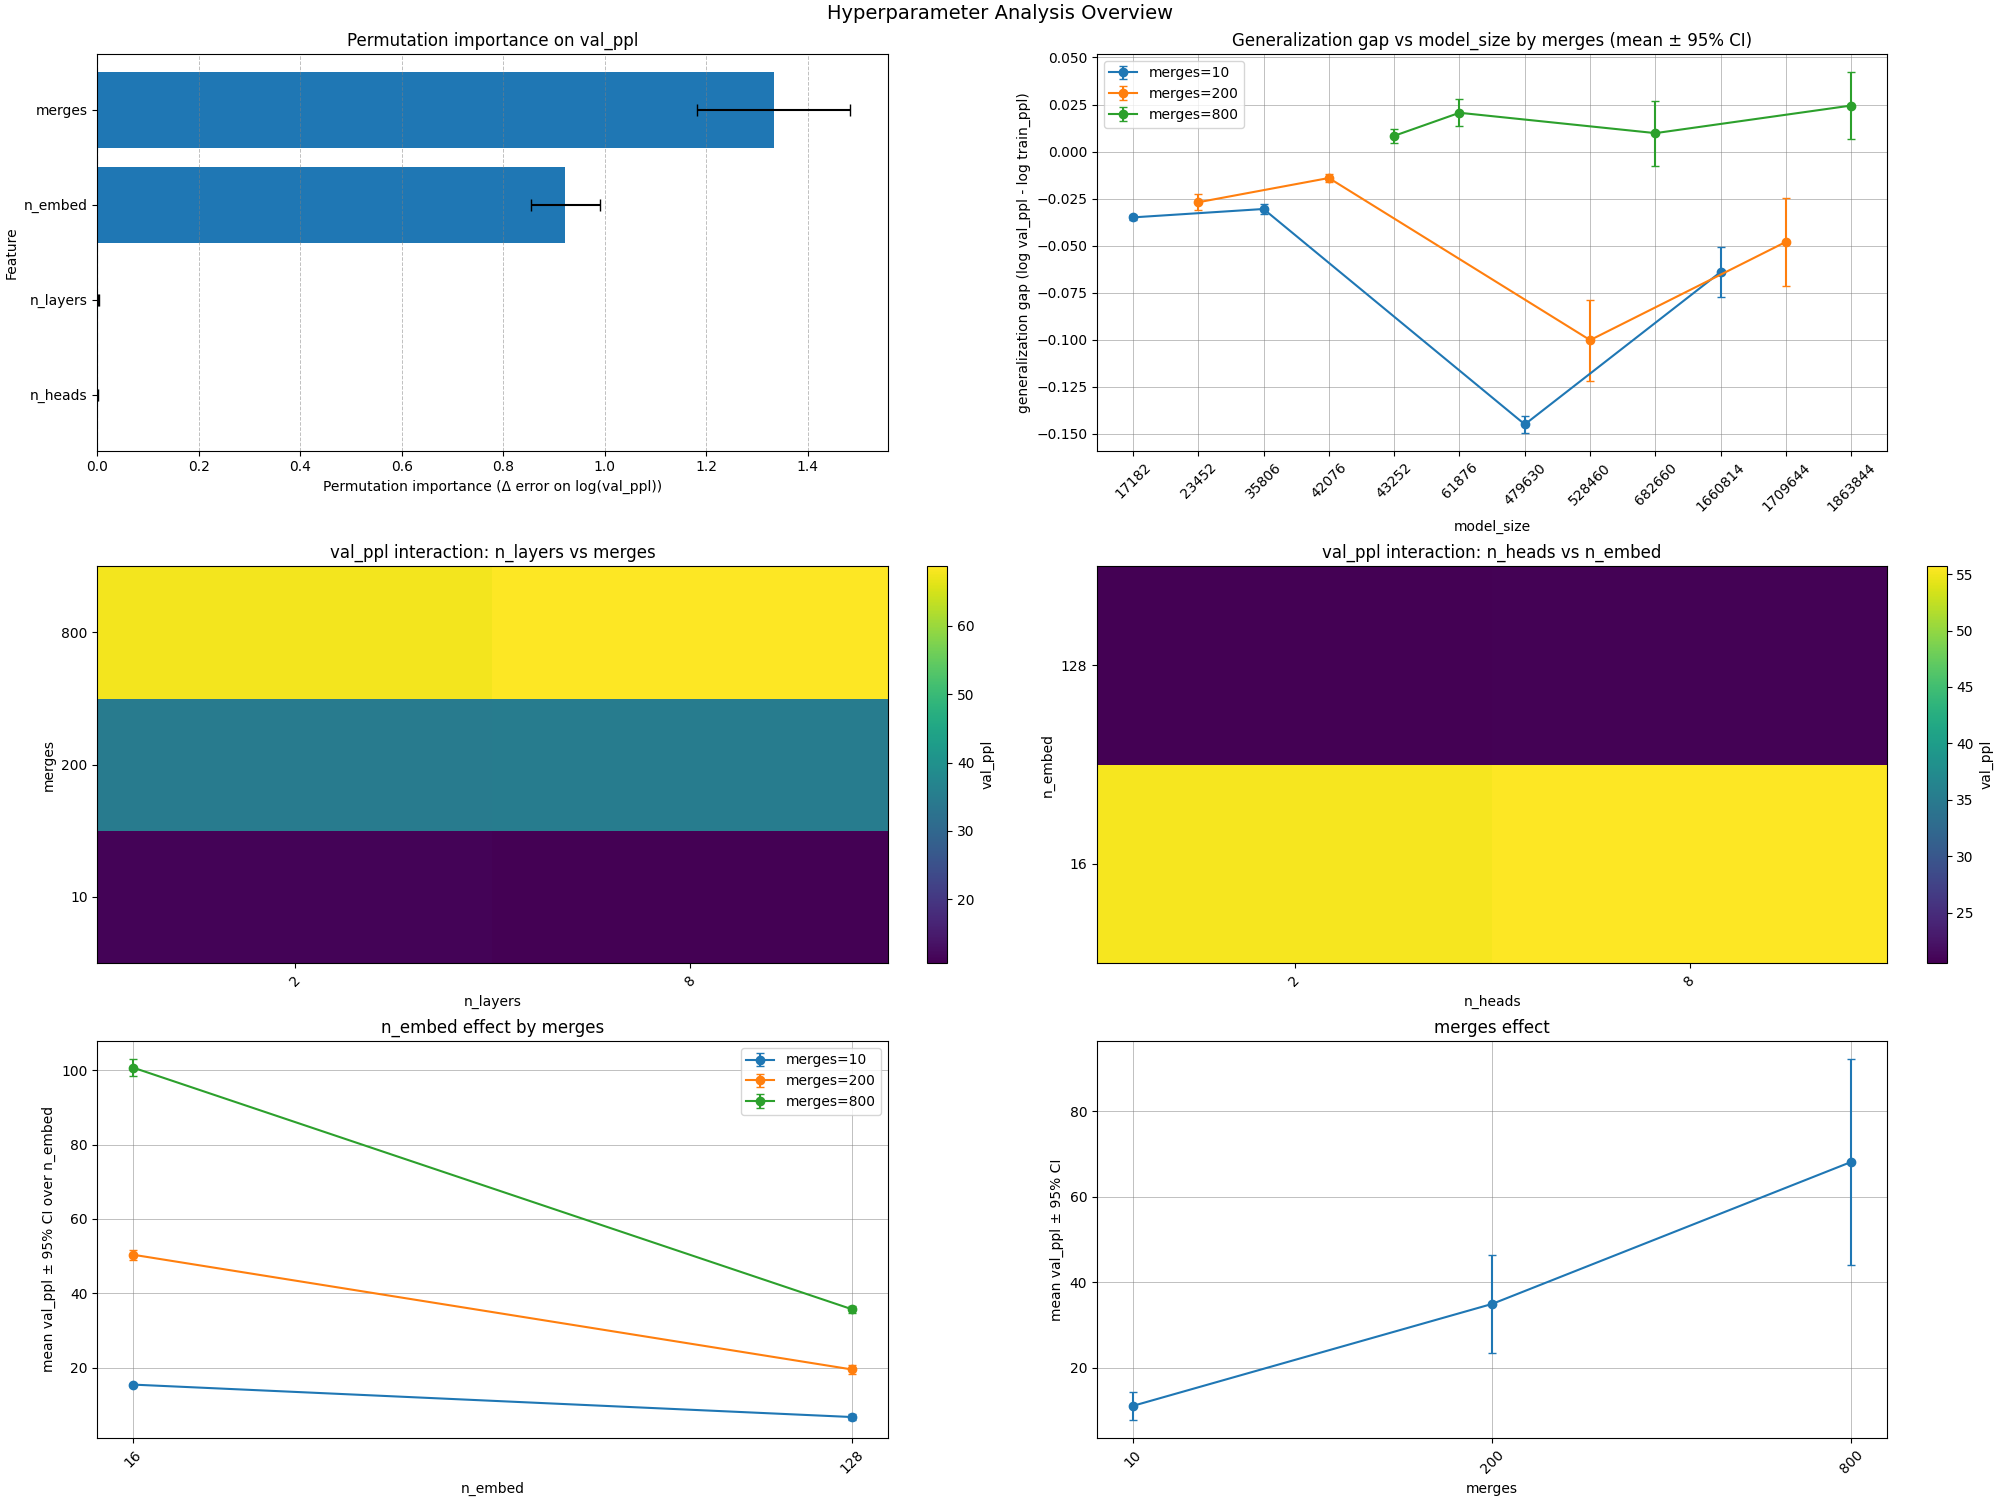 Hyperparameter Analysis Overview
Permutation importance on val_ppl
Feature
merges
n_embed
n_layers
n_heads
0.0 0.2 0.4 0.6 0.8 1.0 1.2 1.4
Permutation importance (Δ error on log(val_ppl))
Generalization gap vs model_size by merges (mean ± 95% CI)
generalization gap (log val_ppl - log train_ppl)
merges=10
merges=200
merges=800
0.050
0.025
0.000
−0.025
−0.050
−0.075
−0.100
−0.125
−0.150
17182 23452 35806 42076 43252 61876 479630 528460 682660 1660814 1709644 1863844
model_size
val_ppl interaction: n_layers vs merges
merges
800
200
10
2 8
n_layers
60
50
40
30
20
val_ppl
val_ppl interaction: n_heads vs n_embed
n_embed
128
16
2 8
n_heads
55
50
45
40
35
30
25
val_ppl
n_embed effect by merges
mean val_ppl ± 95% CI over n_embed
merges=10
merges=200
merges=800
100
80
60
40
20
16 128
n_embed
merges effect
mean val_ppl ± 95% CI
80
60
40
20
10 200 800
merges